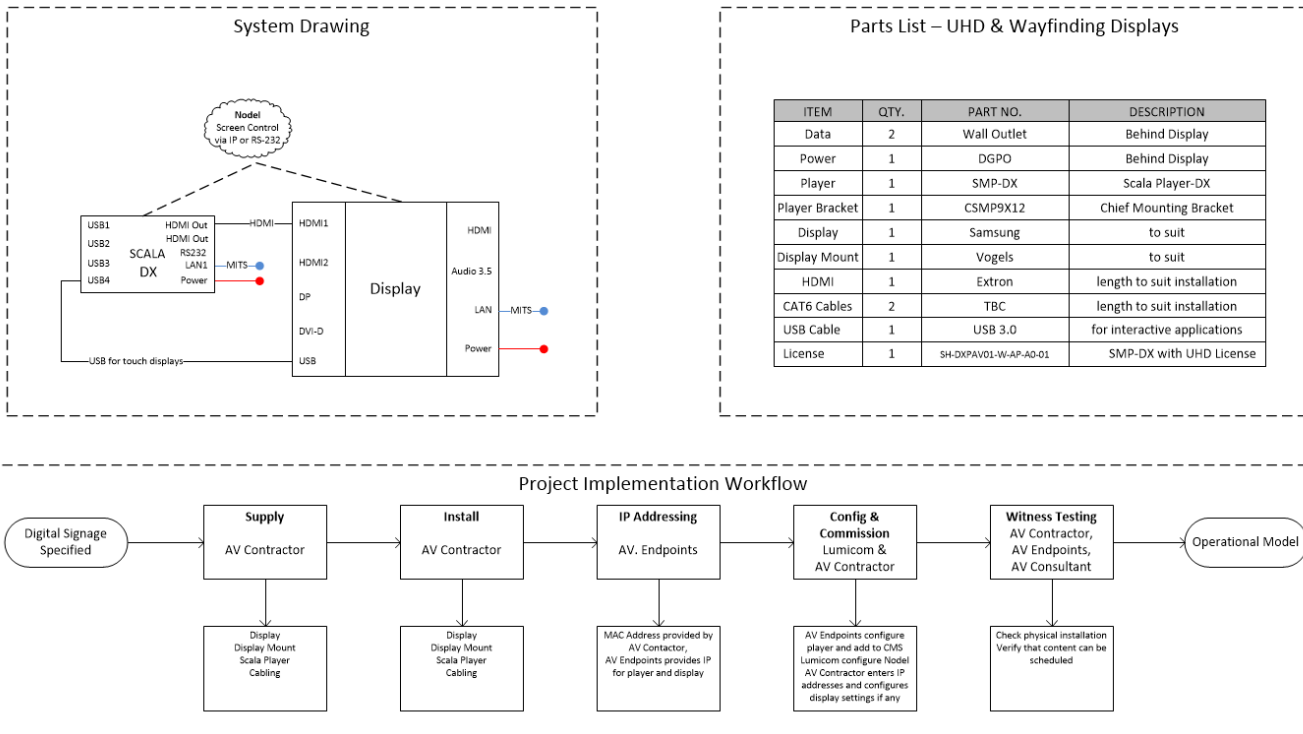 System Drawing
Nodel
Screen Control
via IP or RS-232
USB1
USB2
USB3
USB4
SCALA
DX
HDMI Out
HDMI Out
RS232
LAN1
Power
HDMI
MITS
USB for touch displays
HDMI1
HDMI2
DP
DVI-D
USB
Display
HDMI
Audio 3.5
LAN
Power
MITS
Parts List – UHD & Wayfinding Displays
ITEM QTY. PART NO. DESCRIPTION
Data 2 Wall Outlet Behind Display
Power 1 DGPO Behind Display
Player 1 SMP-DX Scala Player-DX
Player Bracket 1 CSMP9X12 Chief Mounting Bracket
Display 1 Samsung to suit
Display Mount 1 Vogels to suit
HDMI 1 Extron length to suit installation
CAT6 Cables 2 TBC length to suit installation
USB Cable 1 USB 3.0 for interactive applications
License 1 SH-DXPAV01-W-AP-A0-01 SMP-DX with UHD License
Project Implementation Workflow
Digital Signage
Specified
Supply
AV Contractor
Install
AV Contractor
IP Addressing
AV. Endpoints
Config &
Commission
Lumicom &
AV Contractor
Witness Testing
AV Contractor,
AV Endpoints,
AV Consultant
Operational Model
Display
Display Mount
Scala Player
Cabling
Display
Display Mount
Scala Player
Cabling
MAC Address provided by
AV Contactor,
AV Endpoints provides IP
for player and display
AV Endpoints configure
player and add to CMS
Lumicom configure Nodel
AV Contractor enters IP
addresses and configures
display settings if any
Check physical installation
Verify that content can be
scheduled